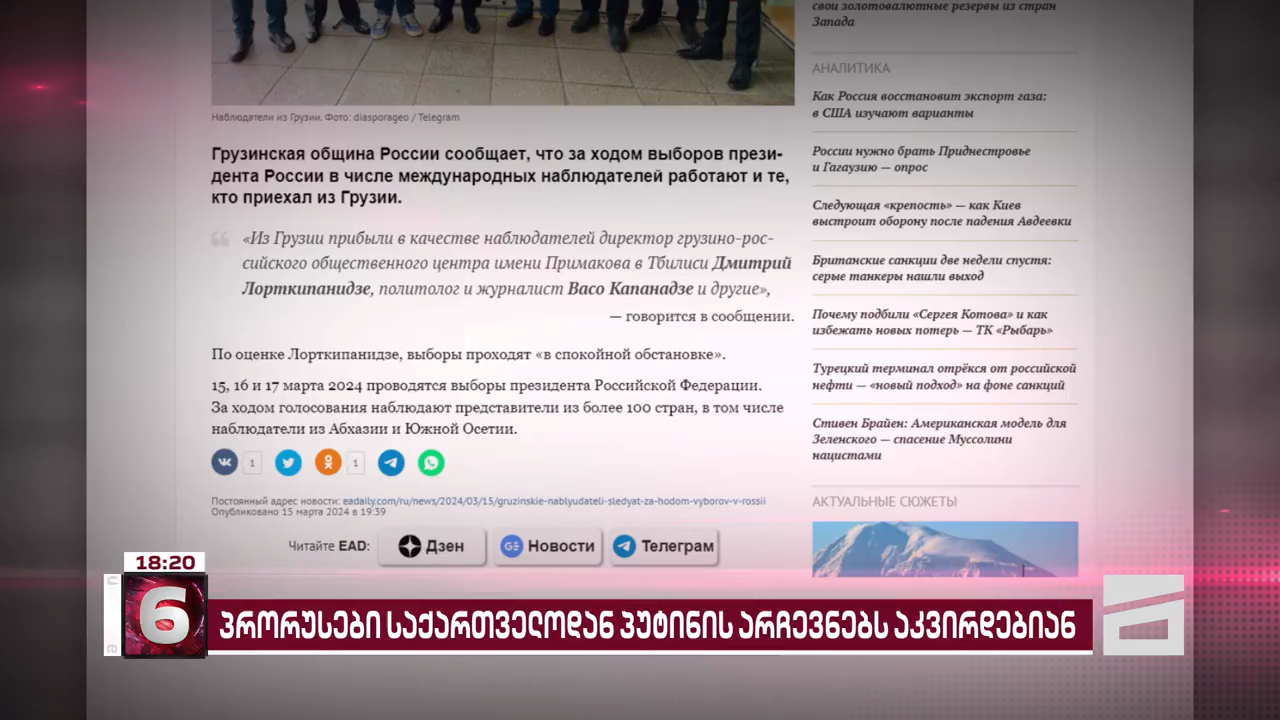 Наблюдатели из Грузии. Фото: diasporageo / Telegram
Грузинская община России сообщает, что за ходом выборов прези-
дента России в числе международных наблюдателей работают и те,
кто приехал из Грузии.
«Из Грузии прибыли в качестве наблюдателей директор грузино-рос-
сийского общественного центра имени Примакова в Тбилиси Дмитрий
Лорткипанидзе, политолог и журналист Васо Капанадзе и другие»,
— говорится в сообщении.
По оценке Лорткипанидзе, выборы проходят «в спокойной обстановке».
15, 16 и 17 марта 2024 проводятся выборы президента Российской Федерации.
За ходом голосования наблюдают представители из более 100 стран, в том числе
наблюдатели из Абхазии и Южной Осетии.
1
1
Постоянный адрес новости: eadaily.com/ru/news/2024/03/15/gruzinskie-nablyudateli-sledyat-za-hodom-vyborov-v-rossii
Опубликовано 15 марта 2024 в 19:39
Читайте EAD: Дзен Новости Телеграм
свои золотовалютные резервы из стран
Запада
АНАЛИТИКА
Как Россия восстановит экспорт газа:
в США изучают варианты
России нужно брать Приднестровье
и Гагаузию — опрос
Следующая «крепость» — как Киев
выстроит оборону после падения Авдеевки
Британские санкции две недели спустя:
серые танкеры нашли выход
Почему подбили «Сергея Котова» и как
избежать новых потерь — ТК «Рыбарь»
Турецкий терминал отрёкся от российской
нефти — «новый подход» на фоне санкций
Стивен Брайен: Американская модель для
Зеленского — спасение Муссолини
нацистами
АКТУАЛЬНЫЕ СЮЖЕТЫ
18:20
6
პრორუსები საქართველოდან პუტინის არჩევნებს აკვირდებიან